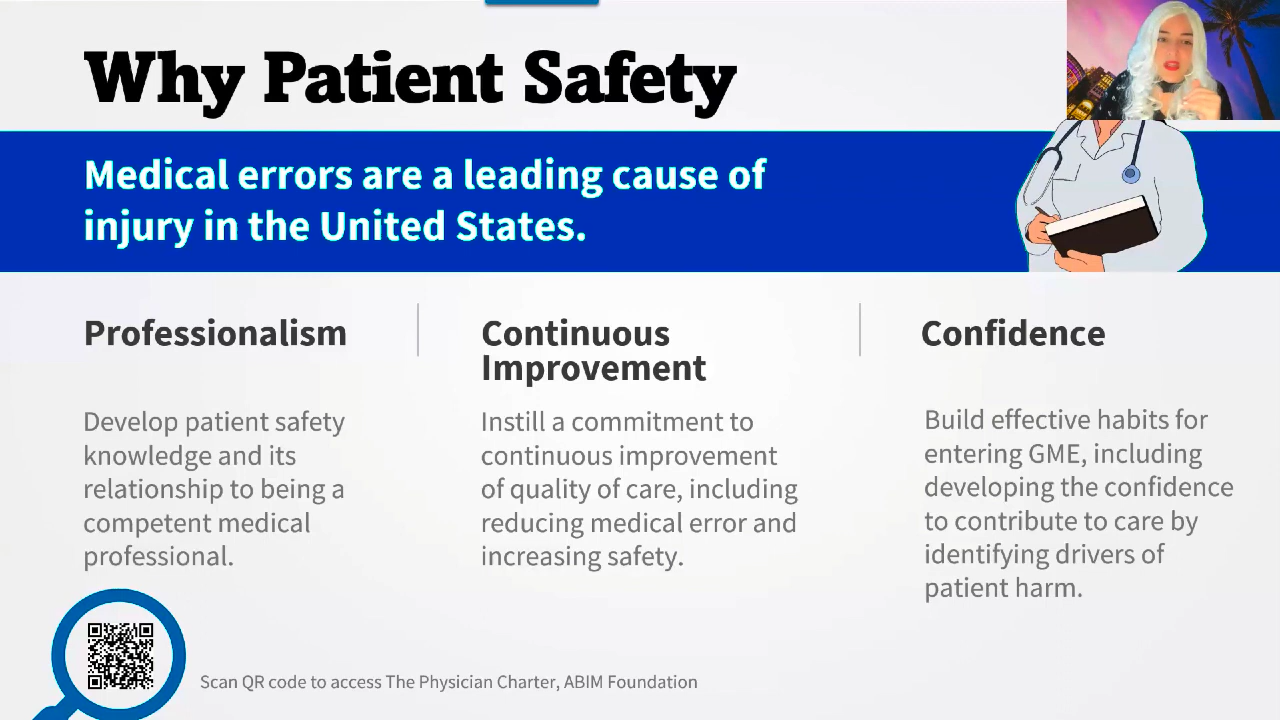 Why Patient Safety
Medical errors are a leading cause of
injury in the United States.
Professionalism
Develop patient safety
knowledge and its
relationship to being a
competent medical
professional.
Continuous
Improvement
Instill a commitment to
continuous improvement
of quality of care, including
reducing medical error and
increasing safety.
Confidence
Build effective habits for
entering GME, including
developing the confidence
to contribute to care by
identifying drivers of
patient harm.
Scan QR code to access The Physician Charter, ABIM Foundation